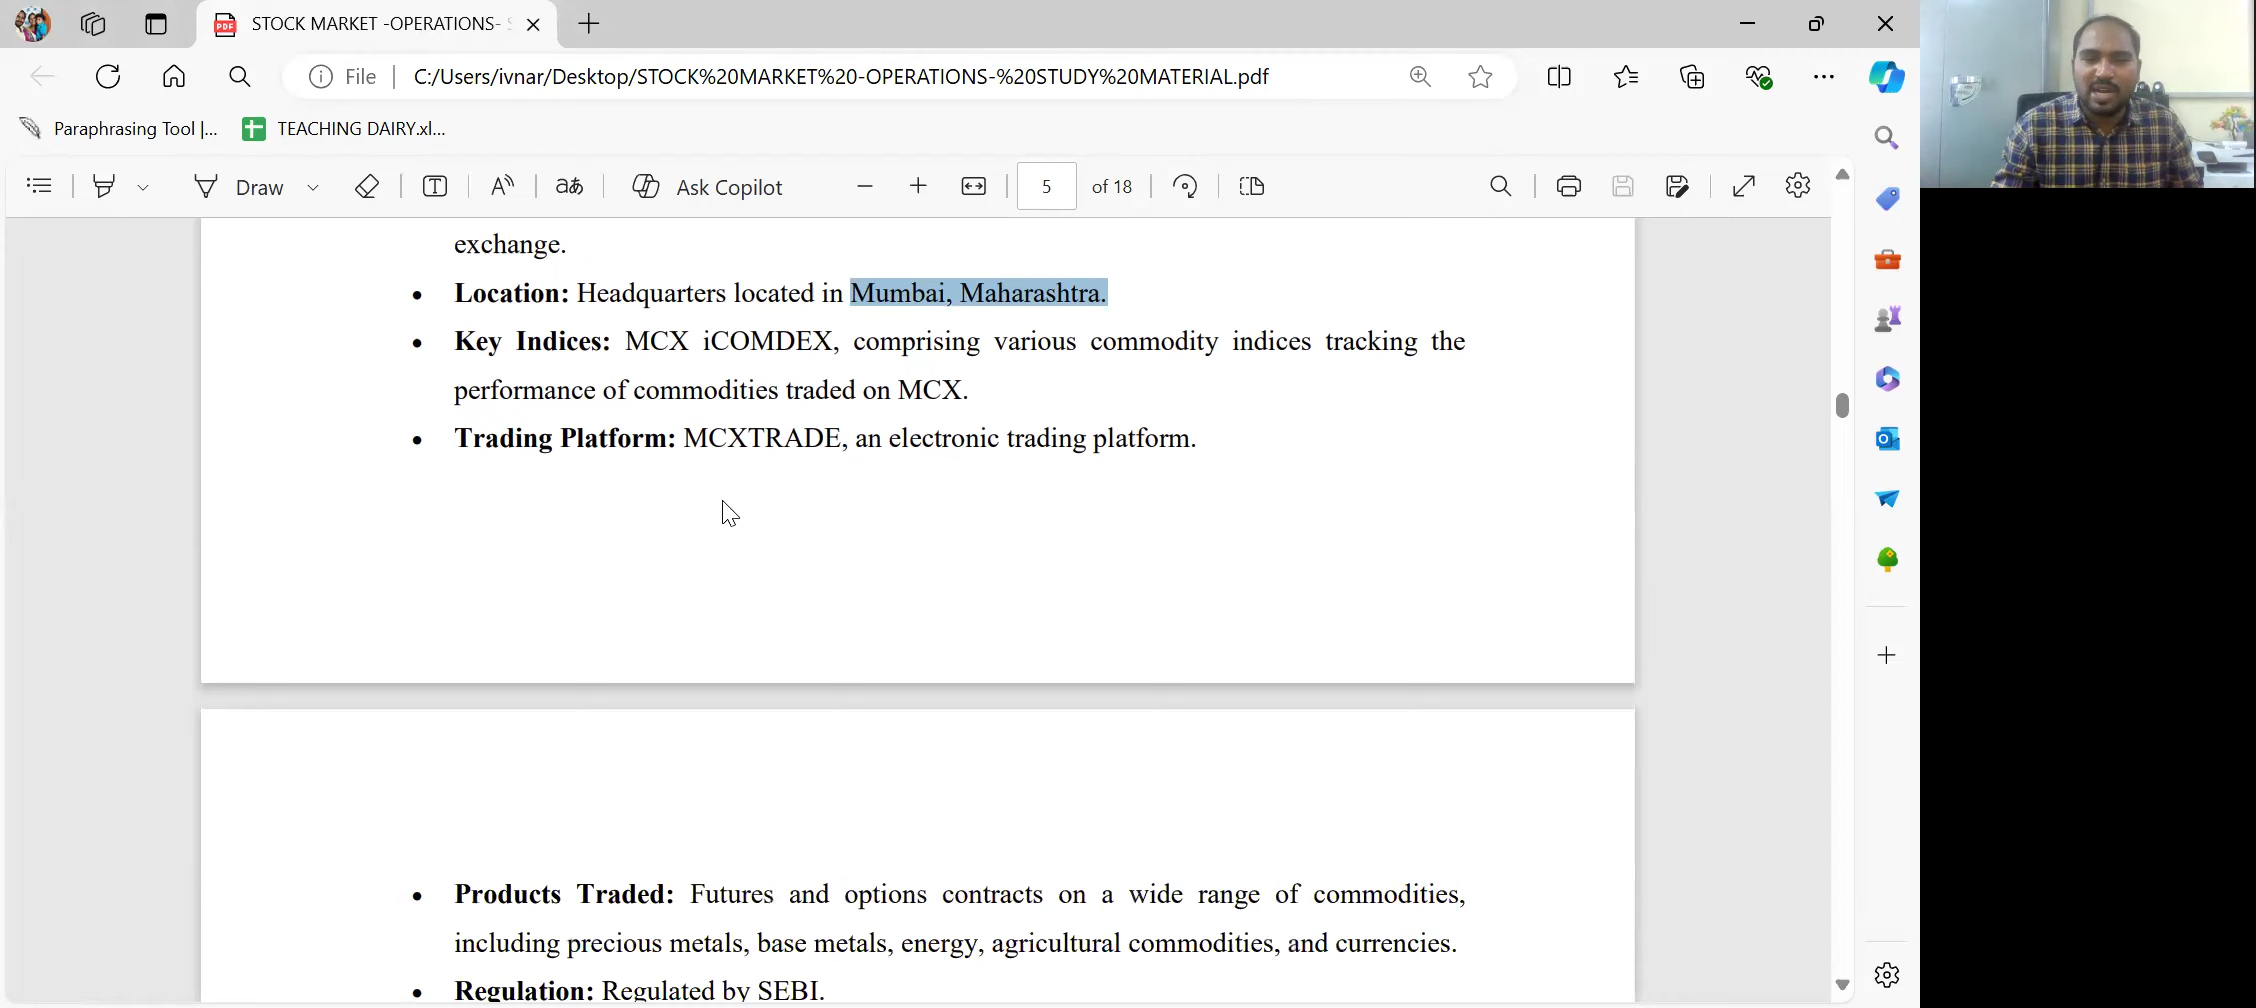 STOCK MARKET -OPERATIONS-
File
C:/Users/ivnar/Desktop/STOCK%20MARKET%20-OPERATIONS-%20STUDY%20MATERIAL.pdf
Paraphrasing Tool |...
TEACHING DAIRY.xl...
Draw
aあ
Ask Copilot
5 of 18
exchange.
• Location: Headquarters located in Mumbai, Maharashtra.
• Key Indices: MCX iCOMDEX, comprising various commodity indices tracking the
performance of commodities traded on MCX.
• Trading Platform: MCXTRADE, an electronic trading platform.
• Products Traded: Futures and options contracts on a wide range of commodities,
including precious metals, base metals, energy, agricultural commodities, and currencies.
• Regulation: Regulated by SEBI.